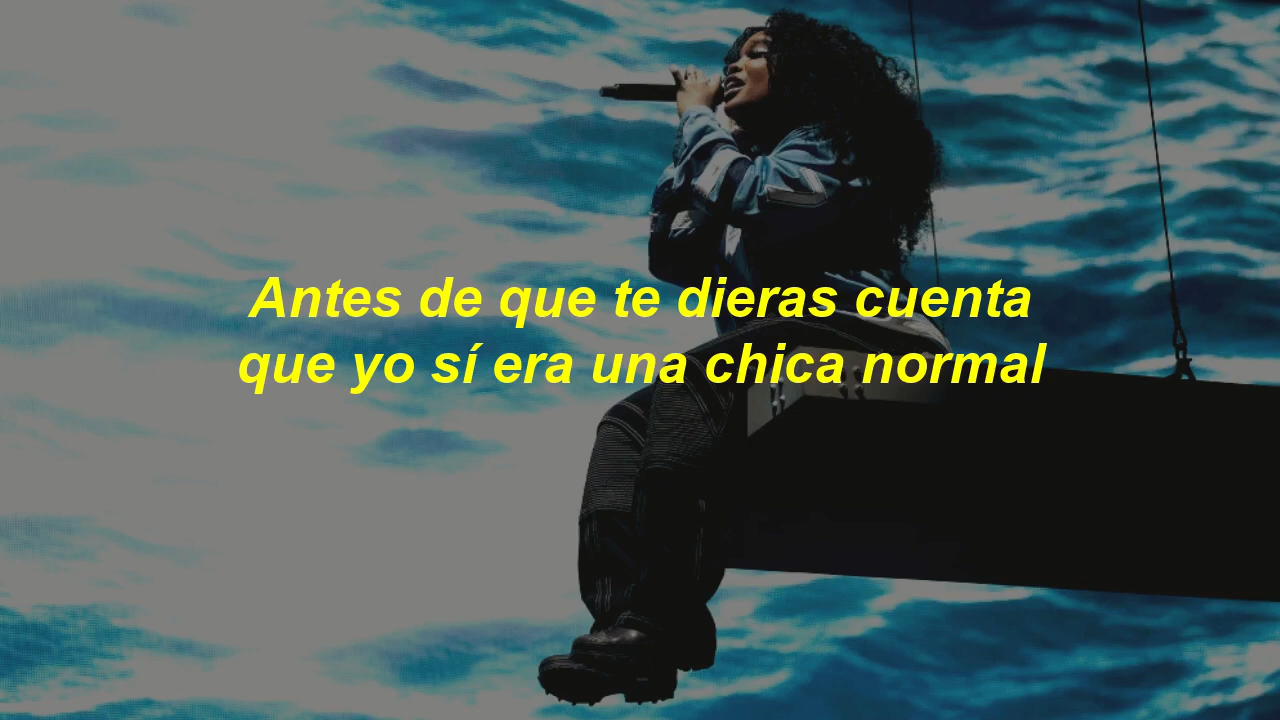 Antes de que te dieras cuenta
que yo sí era una chica normal